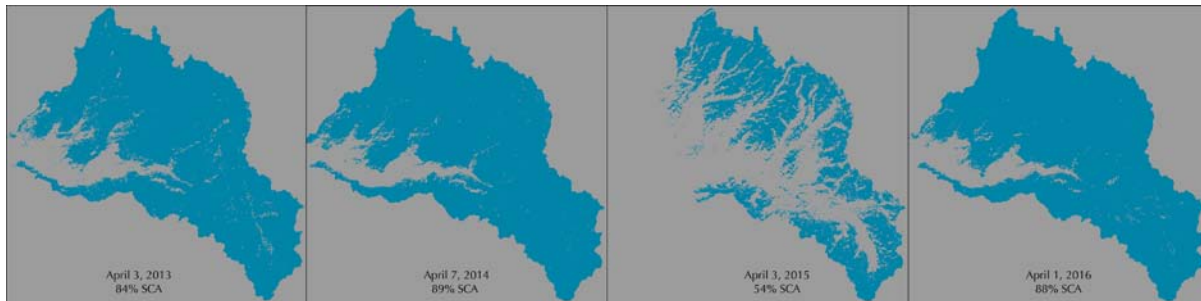 April 3, 2013
84% SCA
April 7, 2014
89% SCA
April 3, 2015
54% SCA
April 1, 2016
88% SCA